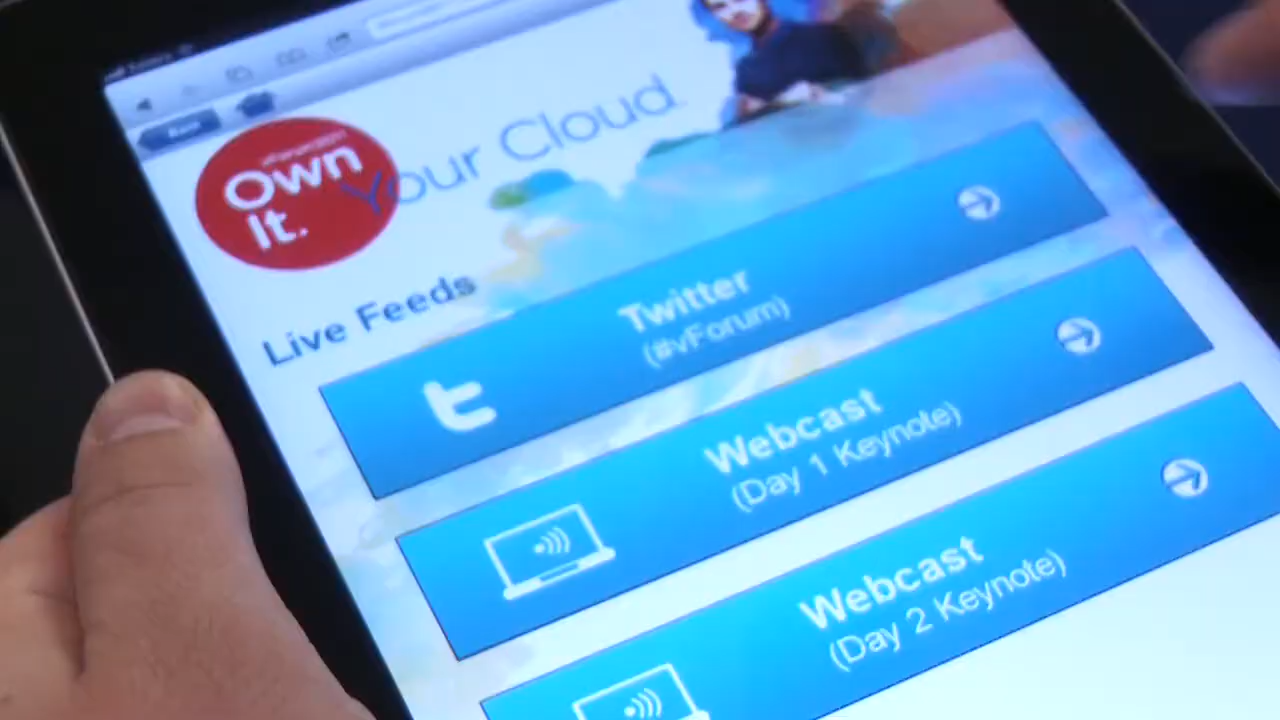 Own
It.
Your Cloud.
Live Feeds
Twitter
(#vForum)
Webcast
(Day 1 Keynote)
Webcast
(Day 2 Keynote)